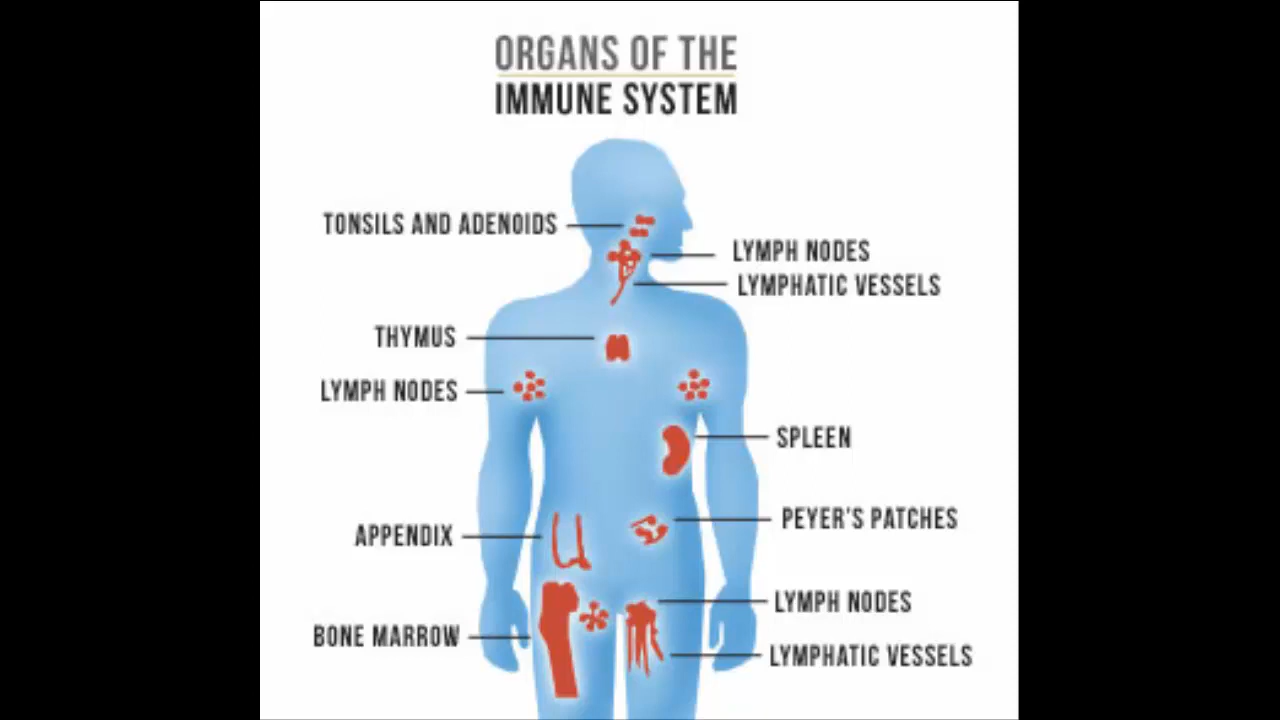 ORGANS OF THE
IMMUNE SYSTEM
TONSILS AND ADENOIDS
LYMPH NODES
LYMPHATIC VESSELS
THYMUS
LYMPH NODES
SPLEEN
PEYER'S PATCHES
APPENDIX
LYMPH NODES
BONE MARROW
LYMPHATIC VESSELS